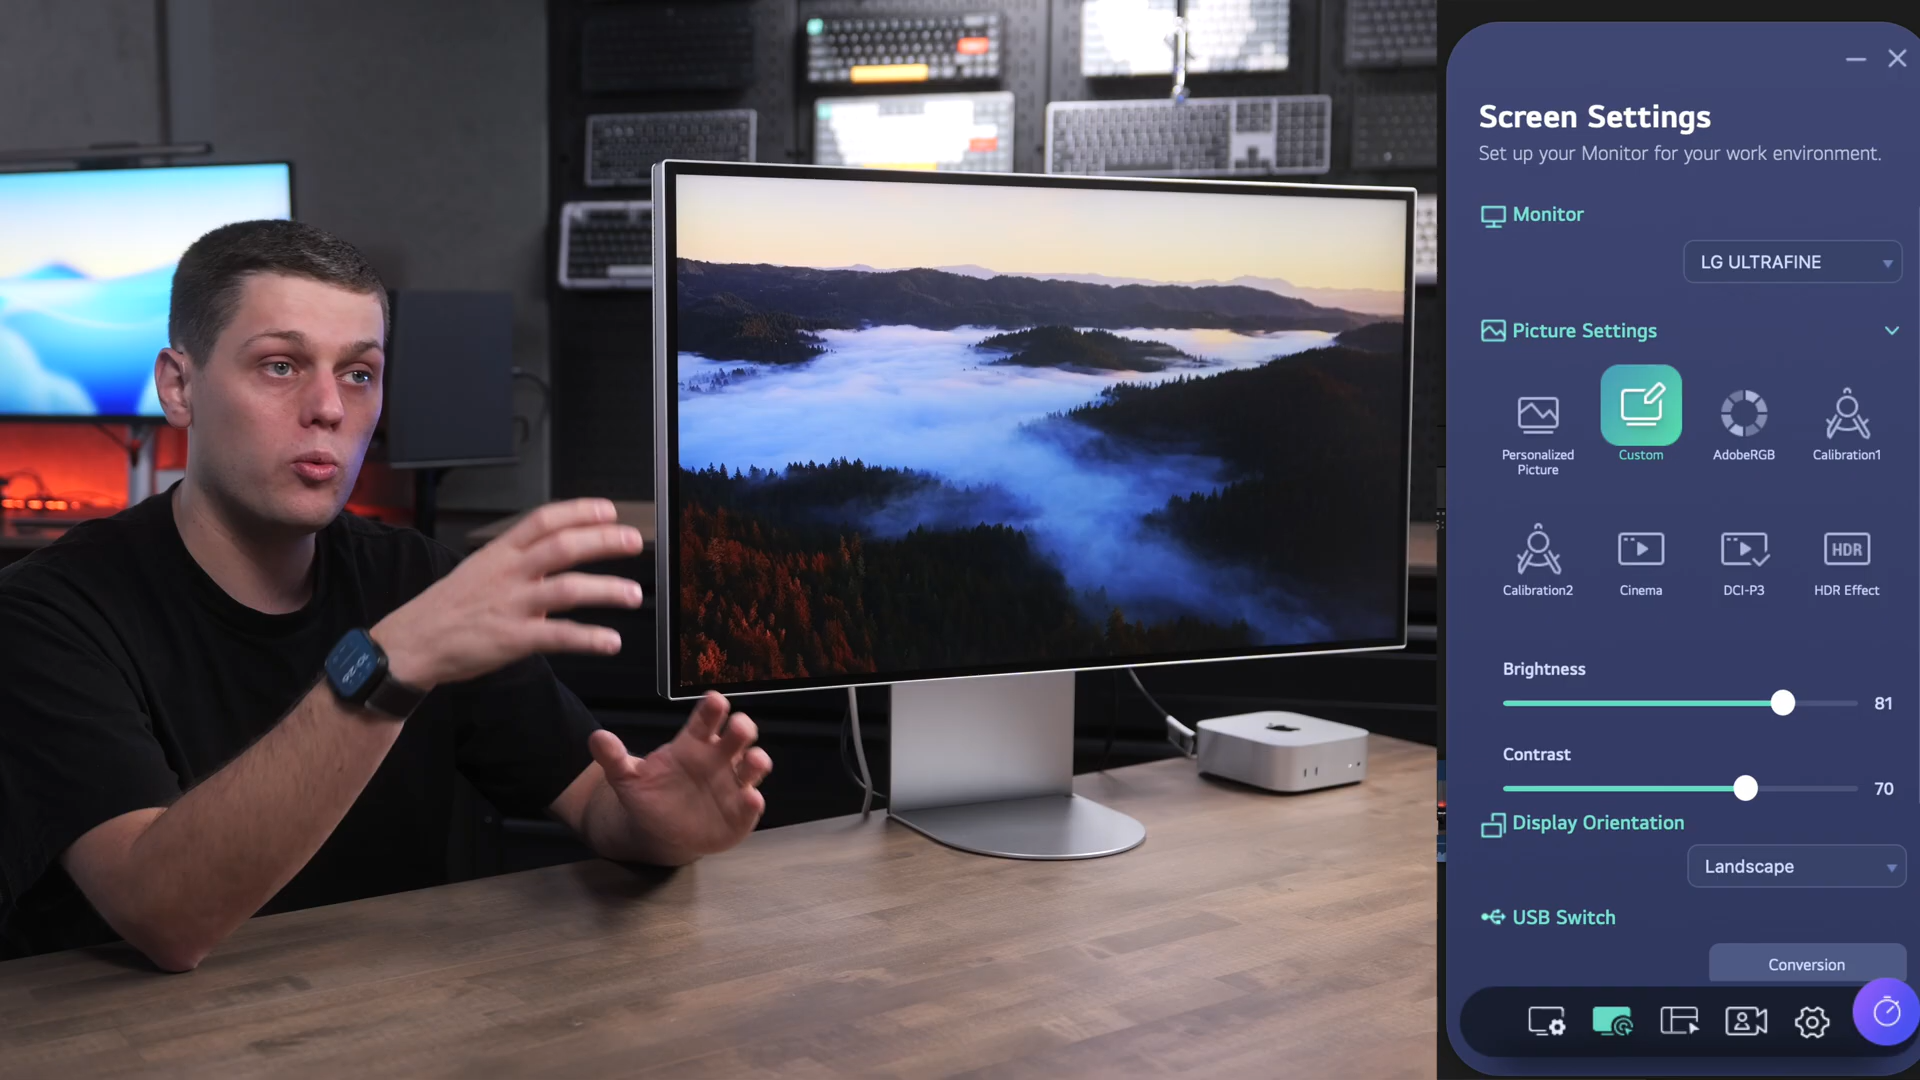 Screen Settings
Set up your Monitor for your work environment.
Monitor
LG ULTRAFINE
Picture Settings
Personalized
Picture
Custom
AdobeRGB
Calibration1
Calibration2
Cinema
DCI-P3
HDR
HDR Effect
Brightness
81
Contrast
70
Display Orientation
Landscape
USB Switch
Conversion